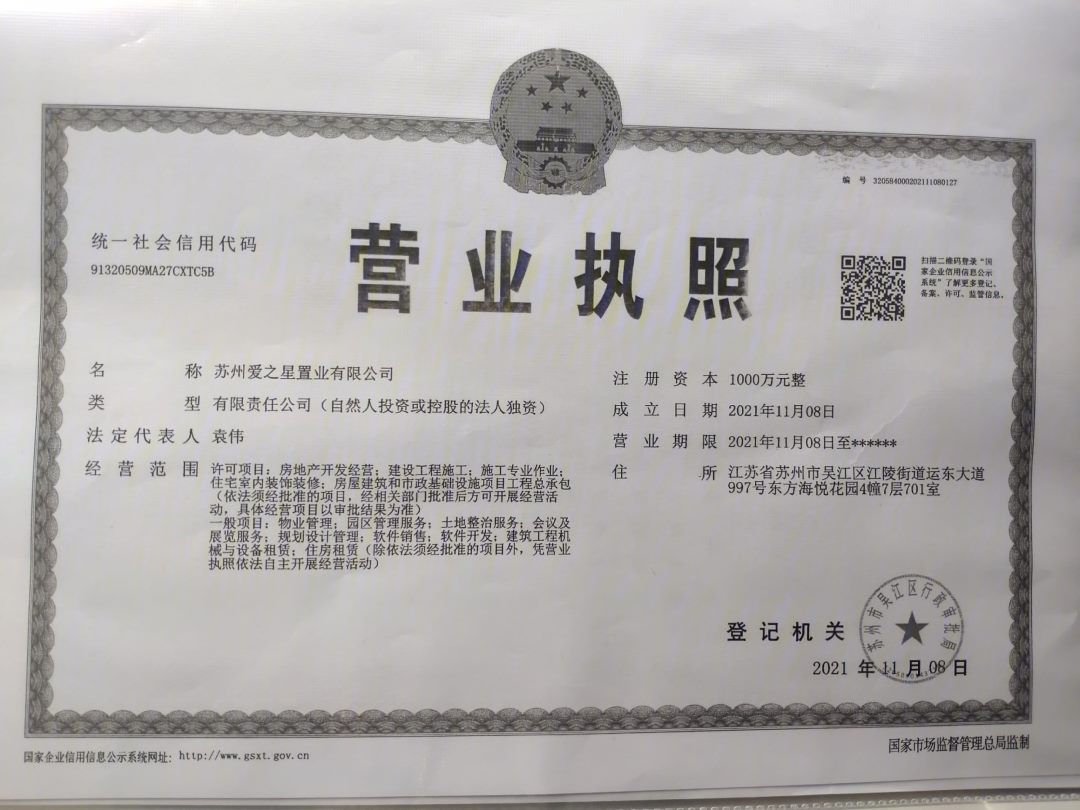 编 号 320584000202111080127
统一社会信用代码
91320509MA27CXTC5B
营业执照
扫描二维码登录“国
家企业信用信息公示
系统”了解更多登记、
备案、许可、监管信息。
名 称 苏州爱之星置业有限公司
类 型 有限责任公司（自然人投资或控股的法人独资）
法定代表人 袁伟
经营范围 许可项目：房地产开发经营；建设工程施工；施工专业作业；
住宅室内装饰装修；房屋建筑和市政基础设施项目工程总承包
（依法须经批准的项目，经相关部门批准后方可开展经营活
动，具体经营项目以审批结果为准）
一般项目：物业管理；园区管理服务；土地整治服务；会议及
展览服务；规划设计管理；软件销售；软件开发；建筑工程机
械与设备租赁；住房租赁（除依法须经批准的项目外，凭营业
执照依法自主开展经营活动）
注册资本 1000万元整
成立日期 2021年11月08日
营业期限 2021年11月08日至******
住 所 江苏省苏州市吴江区江陵街道运东大道
997号东方海悦花园4幢7层701室
苏州市吴江区行政审批局
登记机关
2021 年 11 月 08 日
国家企业信用信息公示系统网址：http://www.gsxt.gov.cn
国家市场监督管理总局监制